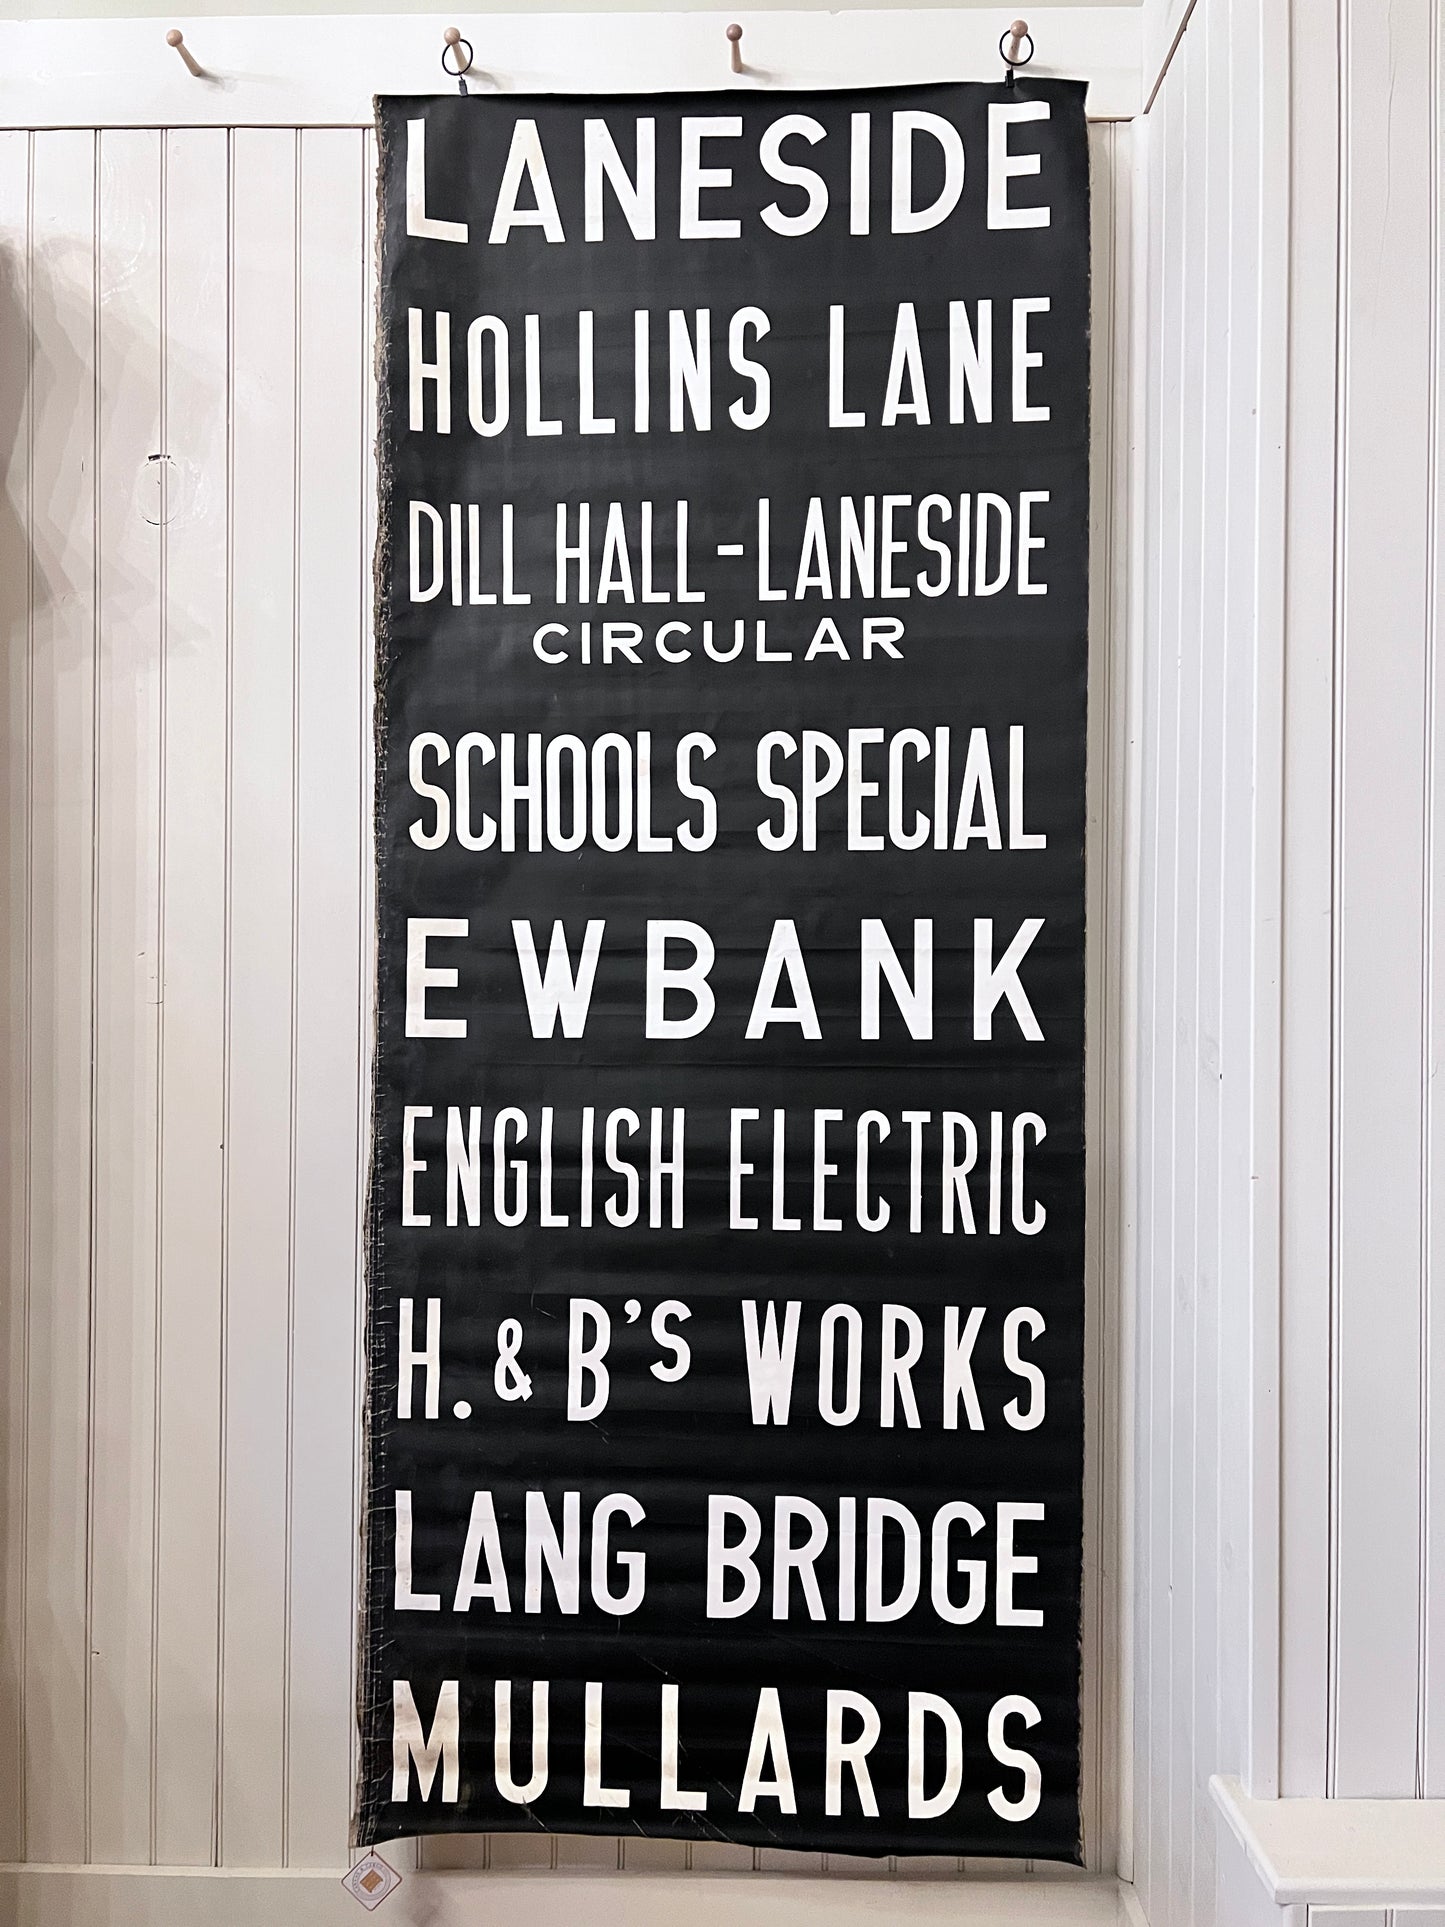 LANESIDE
HOLLINS LANE
DILL HALL-LANESIDE
CIRCULAR
SCHOOLS SPECIAL
EWBANK
ENGLISH ELECTRIC
H. & B's WORKS
LANG BRIDGE
MULLARDS